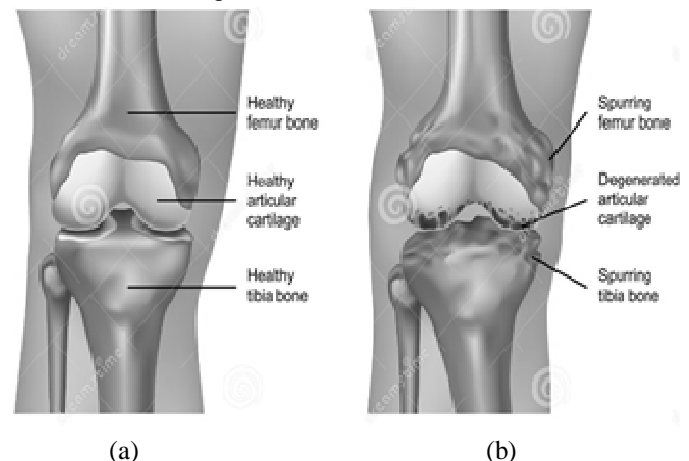 Healthy
femur bone
Healthy
articular
cartilage
Healthy
tibia bone
Spurring
femur bone
Degenerated
articular
cartilage
Spurring
tibia bone
(a)
(b)